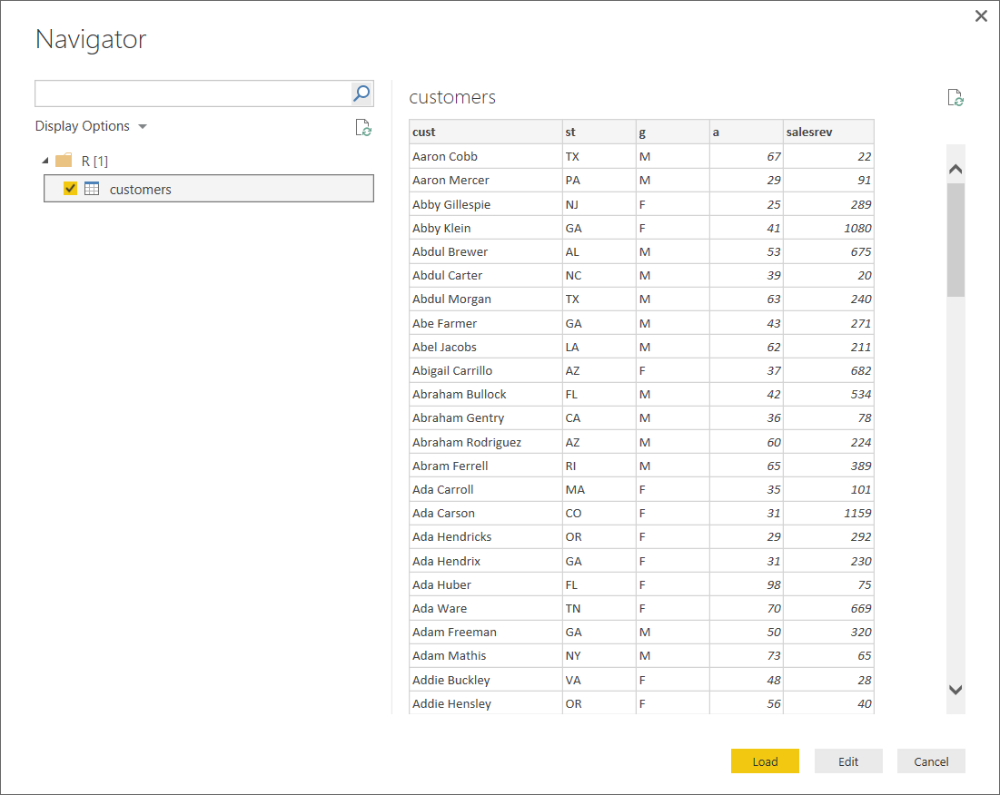 Navigator
Display Options
R [1]
customers
customers
cust st g a salesrev
Aaron Cobb TX M 67 22
Aaron Mercer PA M 29 91
Abby Gillespie NJ F 25 289
Abby Klein GA F 41 1080
Abdul Brewer AL M 53 675
Abdul Carter NC M 39 20
Abdul Morgan TX M 63 240
Abe Farmer GA M 43 271
Abel Jacobs LA M 62 211
Abigail Carrillo AZ F 37 682
Abraham Bullock FL M 42 534
Abraham Gentry CA M 36 78
Abraham Rodriguez AZ M 60 224
Abram Ferrell RI M 65 389
Ada Carroll MA F 35 101
Ada Carson CO F 31 1159
Ada Hendricks OR F 29 292
Ada Hendrix GA F 31 230
Ada Huber FL F 98 75
Ada Ware TN F 70 669
Adam Freeman GA M 50 320
Adam Mathis NY M 73 65
Addie Buckley VA F 48 28
Addie Hensley OR F 56 40
Load Edit Cancel